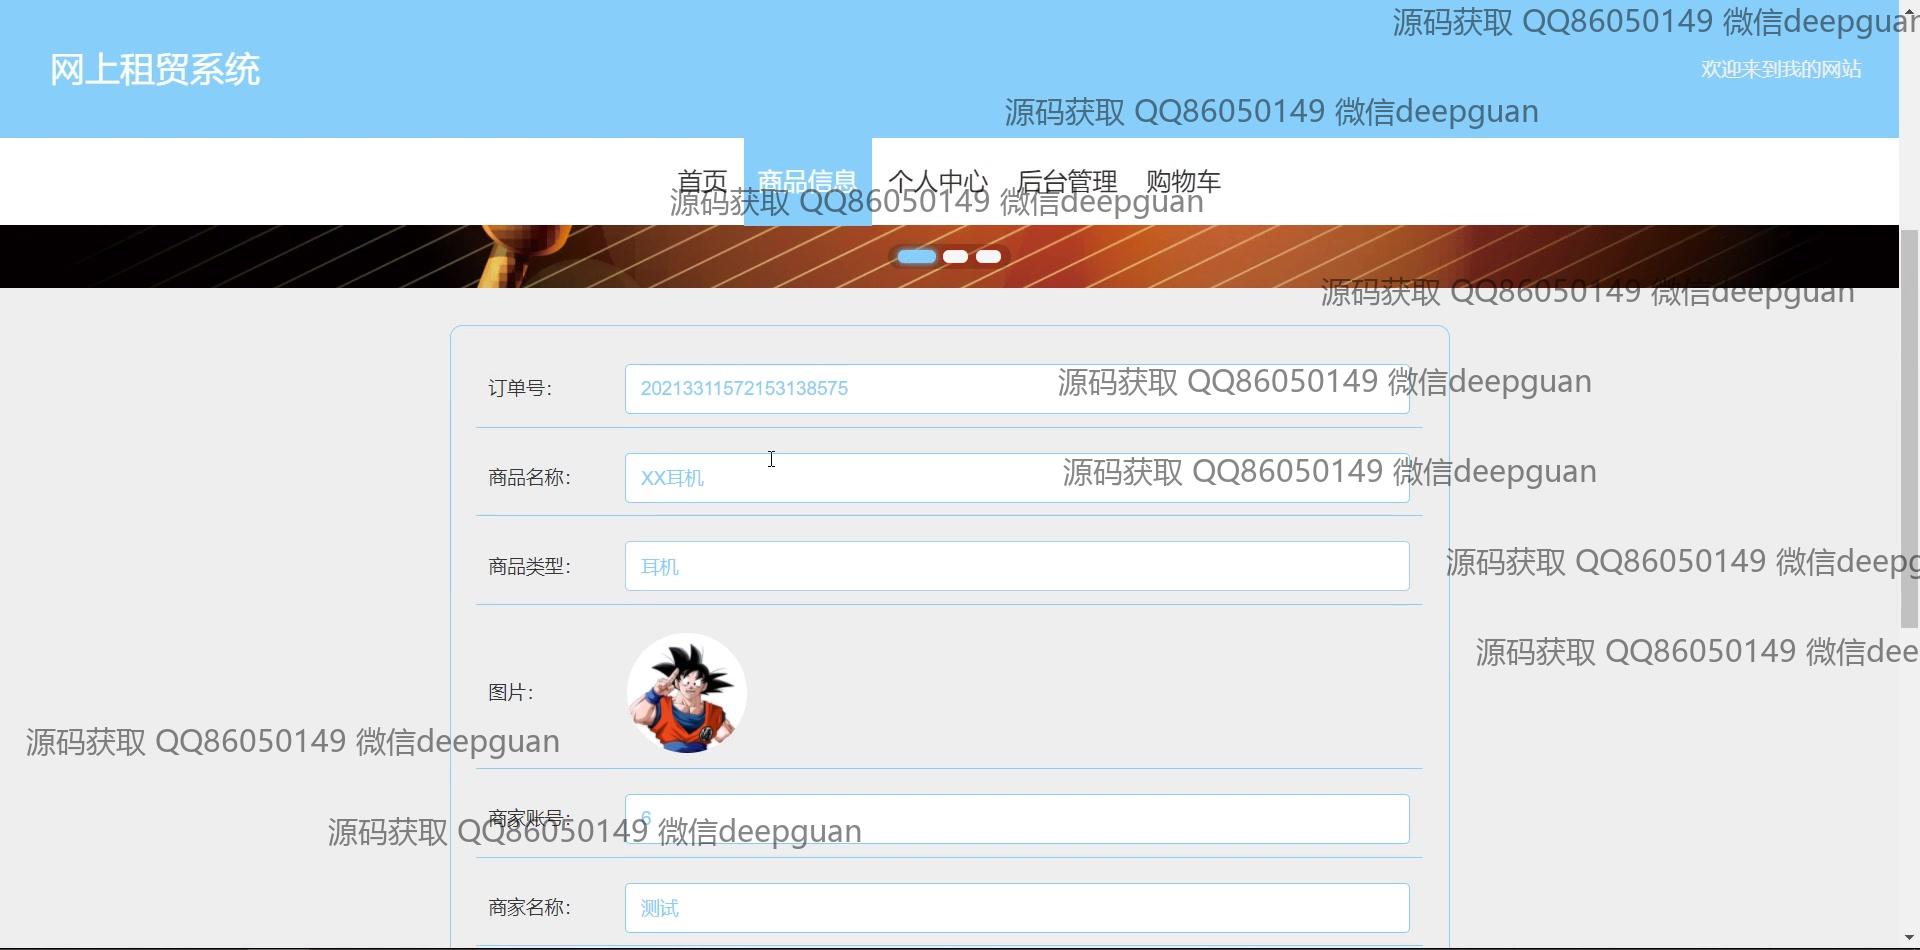 源码获取 QQ86050149 微信deepguan
网上租贸系统
欢迎来到我的网站
源码获取 QQ86050149 微信deepguan
首页 商品信息 个人中心 后台管理 购物车
源码获取 QQ86050149 微信deepguan
源码获取 QQ86050149 微信deepguan
订单号： 20213311572153138575
源码获取 QQ86050149 微信deepguan
商品名称： XX耳机
源码获取 QQ86050149 微信deepguan
商品类型： 耳机
源码获取 QQ86050149 微信deepg
源码获取 QQ86050149 微信dee
图片：
源码获取 QQ86050149 微信deepguan
商家账号： 6
源码获取 QQ86050149 微信deepguan
商家名称： 测试